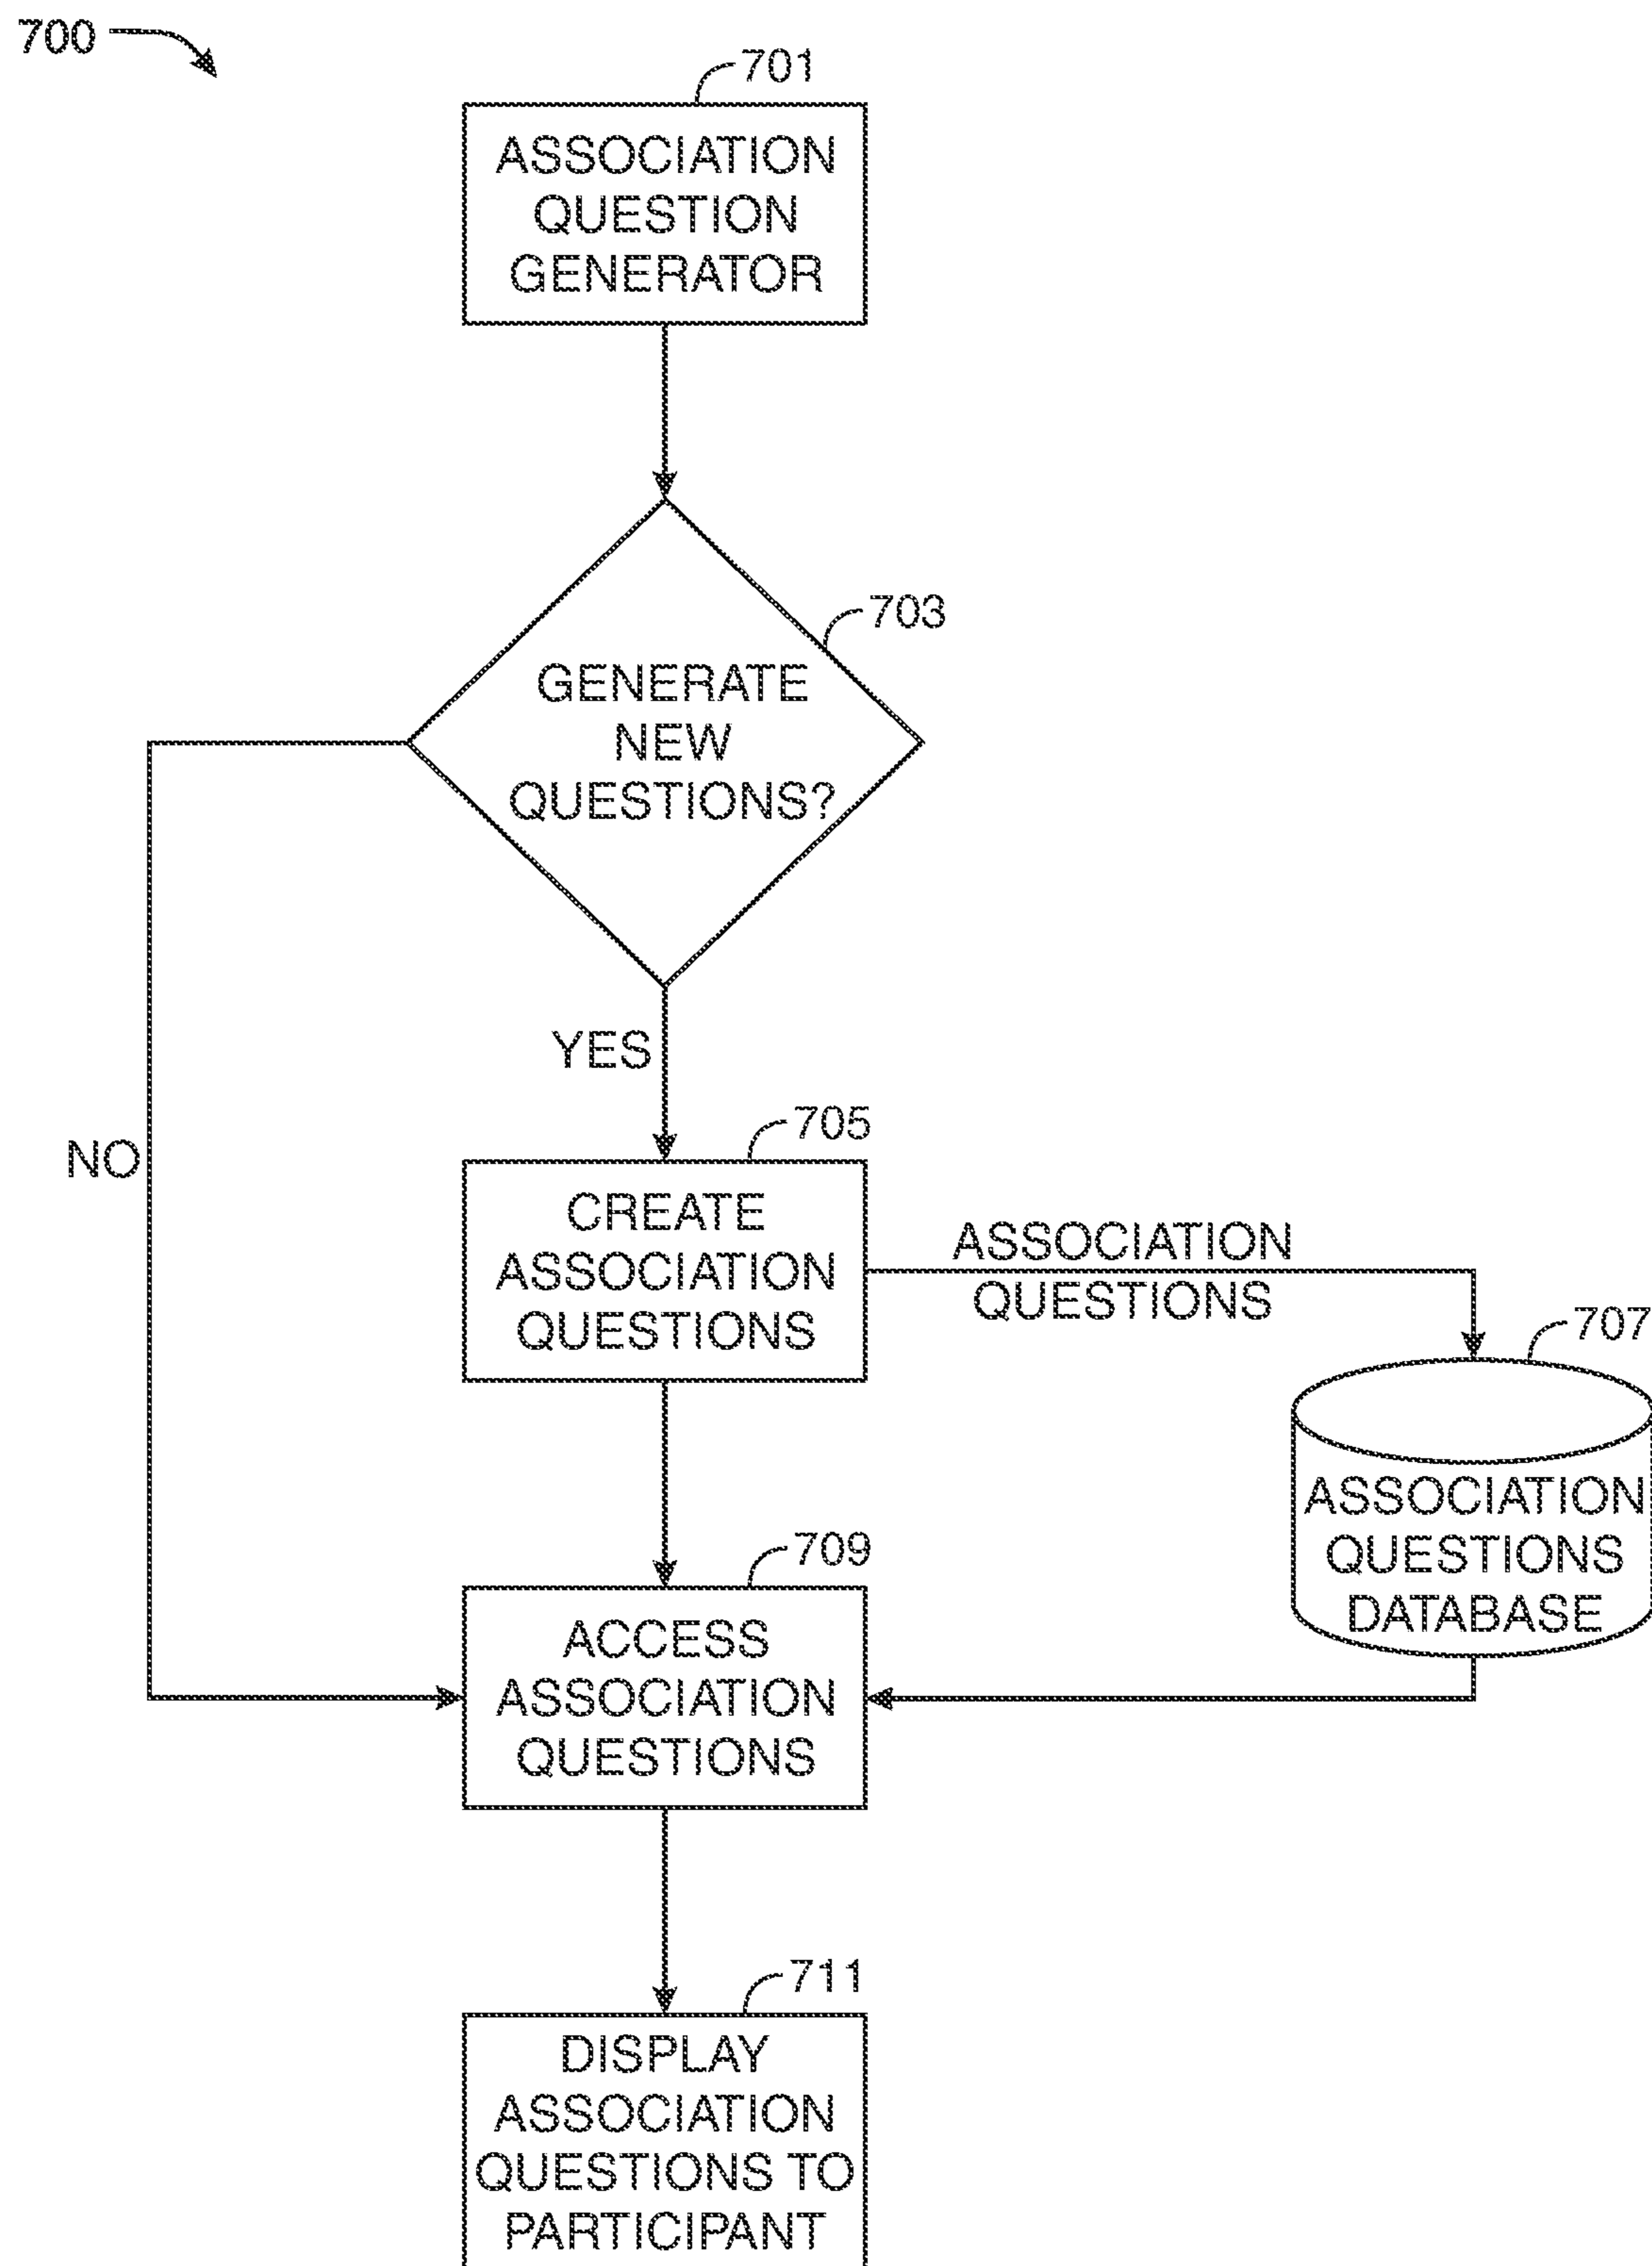 700
701
ASSOCIATION
QUESTION
GENERATOR
703
GENERATE
NEW
QUESTIONS?
YES
NO
705
CREATE
ASSOCIATION
QUESTIONS
ASSOCIATION
QUESTIONS
707
ASSOCIATION
QUESTIONS
DATABASE
709
ACCESS
ASSOCIATION
QUESTIONS
711
DISPLAY
ASSOCIATION
QUESTIONS TO
PARTICIPANT